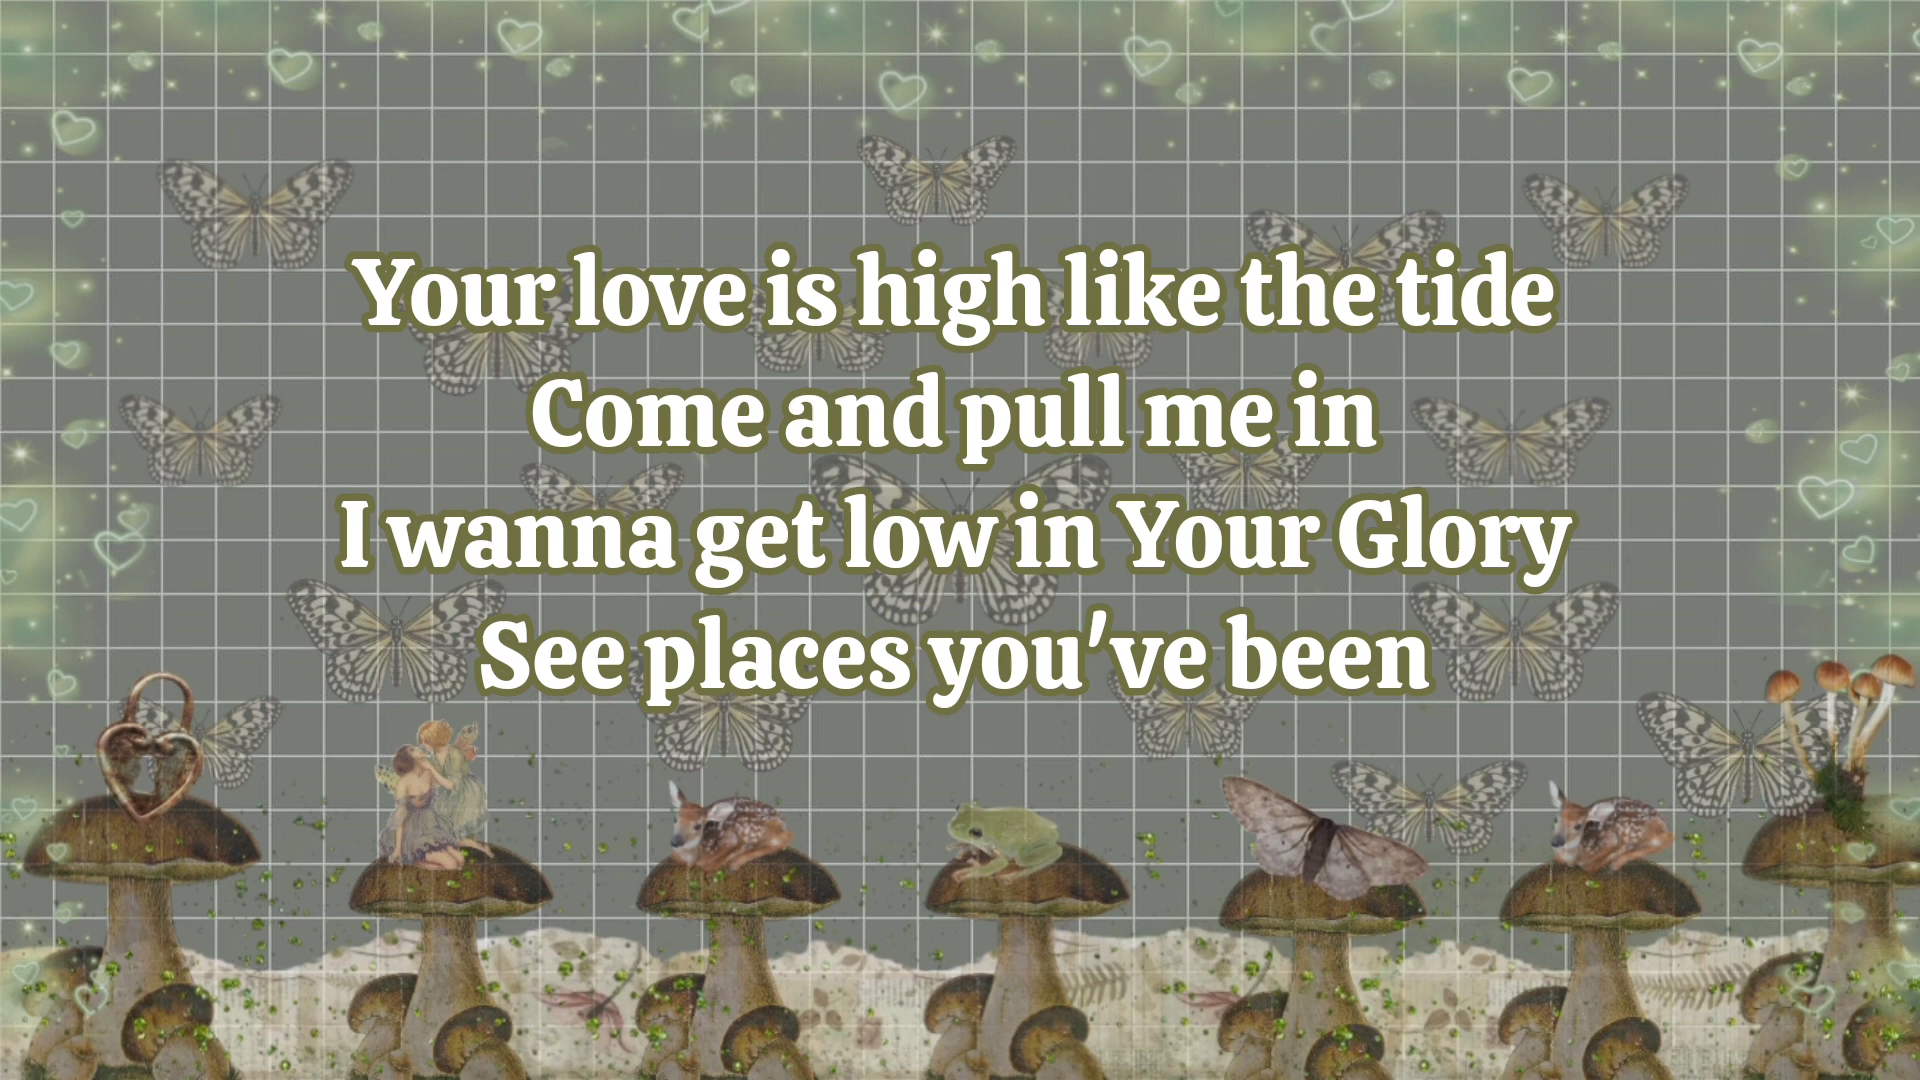 Your love is high like the tide
Come and pull me in
I wanna get low in Your Glory
See places you've been